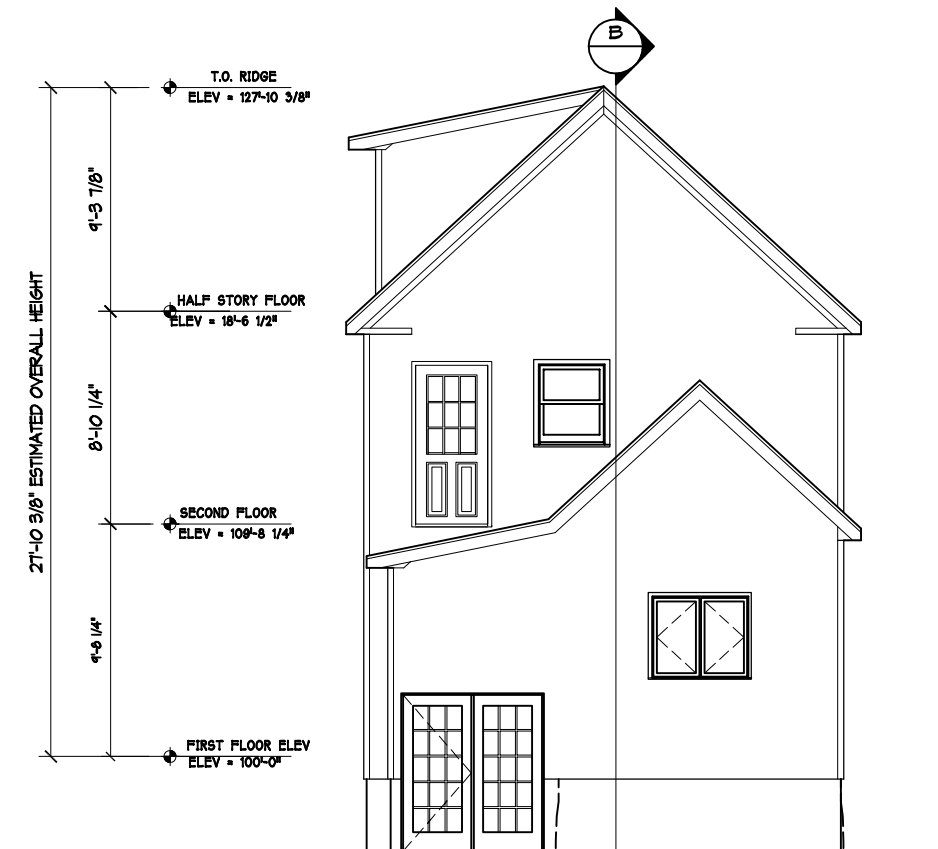 B
T.O. RIDGE
ELEV = 127'-10 3/8"
9'-3 7/8"
HALF STORY FLOOR
ELEV = 18'-6 1/2"
27'-10 3/8" ESTIMATED OVERALL HEIGHT
8'-10 1/4"
SECOND FLOOR
ELEV = 109'-8 1/4"
9'-8 1/4"
FIRST FLOOR ELEV
ELEV = 100'-0"